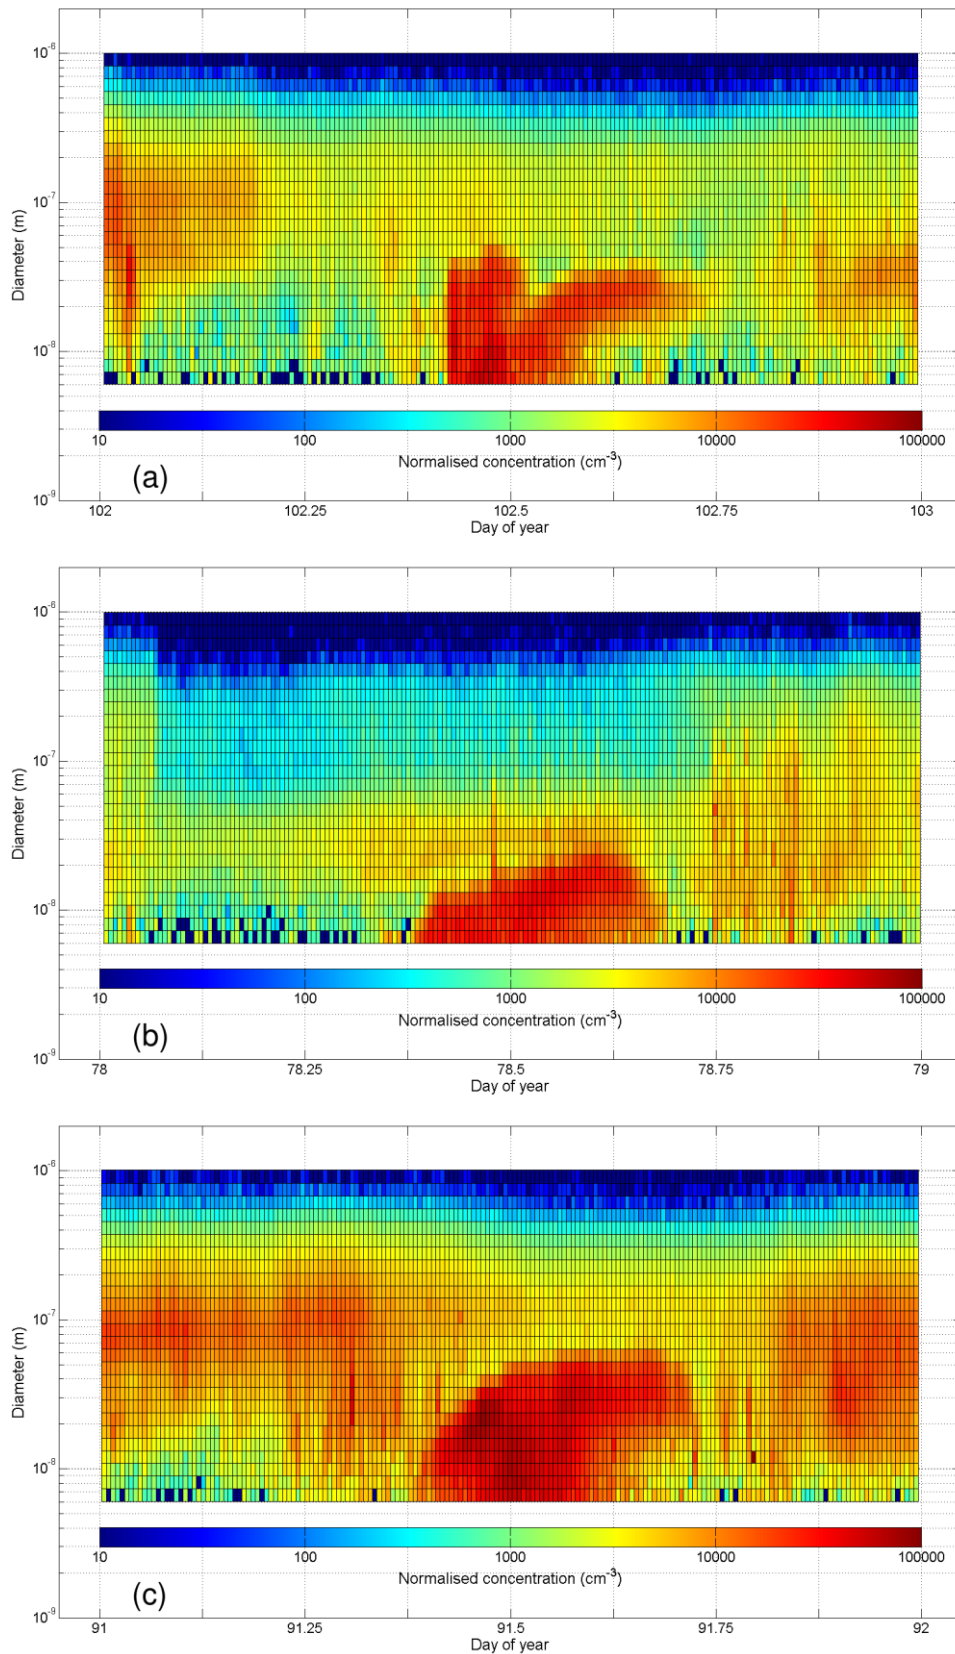 10-6
10-7
Diameter (m)
10-8
10 100 1000 10000 100000
Normalised concentration (cm-3)
(a)
10-9
102 102.25 102.5 102.75 103
Day of year
10-6
10-7
Diameter (m)
10-8
10 100 1000 10000 100000
Normalised concentration (cm-3)
(b)
10-9
78 78.25 78.5 78.75 79
Day of year
10-6
10-7
Diameter (m)
10-8
10 100 1000 10000 100000
Normalised concentration (cm-3)
(c)
10-9
91 91.25 91.5 91.75 92
Day of year